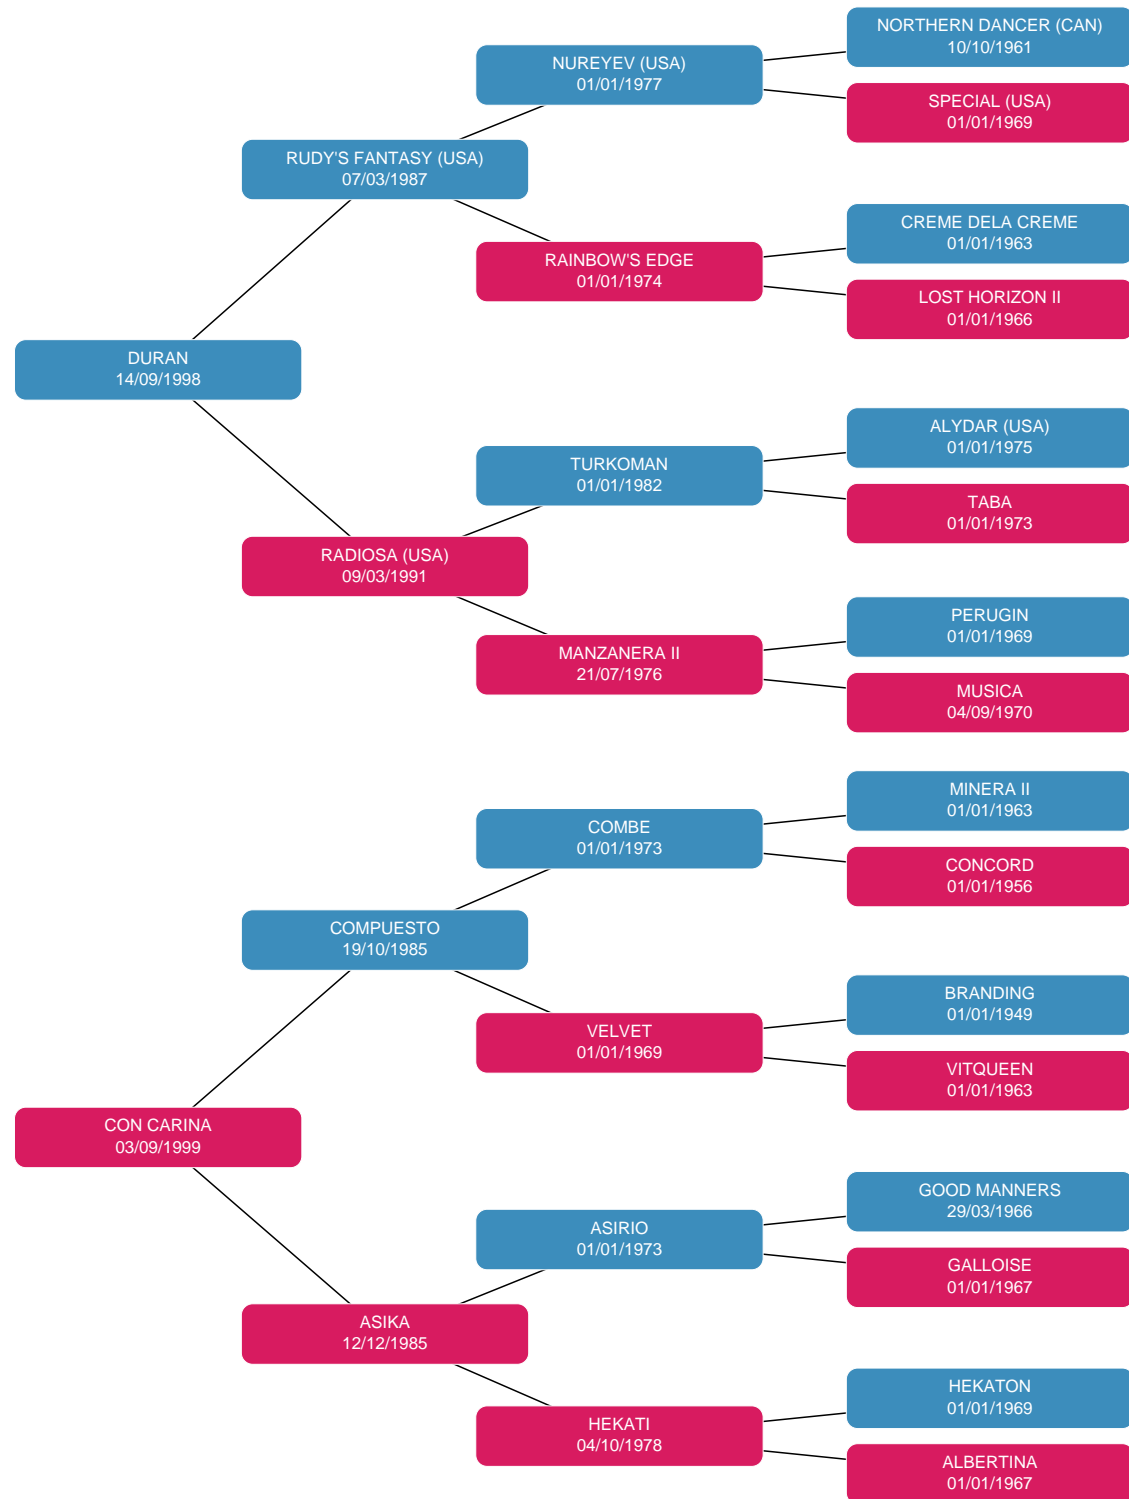 NORTHERN DANCER (CAN)
10/10/1961
NUREYEV (USA)
01/01/1977
SPECIAL (USA)
01/01/1969
RUDY'S FANTASY (USA)
07/03/1987
CREME DELA CREME
01/01/1963
RAINBOW'S EDGE
01/01/1974
LOST HORIZON II
01/01/1966
DURAN
14/09/1998
ALYDAR (USA)
01/01/1975
TURKOMAN
01/01/1982
TABA
01/01/1973
RADIOSA (USA)
09/03/1991
PERUGIN
01/01/1969
MANZANERA II
21/07/1976
MUSICA
04/09/1970
MINERA II
01/01/1963
COMBE
01/01/1973
CONCORD
01/01/1956
COMPUESTO
19/10/1985
BRANDING
01/01/1949
VELVET
01/01/1969
VITQUEEN
01/01/1963
CON CARINA
03/09/1999
GOOD MANNERS
29/03/1966
ASIRIO
01/01/1973
GALLOISE
01/01/1967
ASIKA
12/12/1985
HEKATON
01/01/1969
HEKATI
04/10/1978
ALBERTINA
01/01/1967